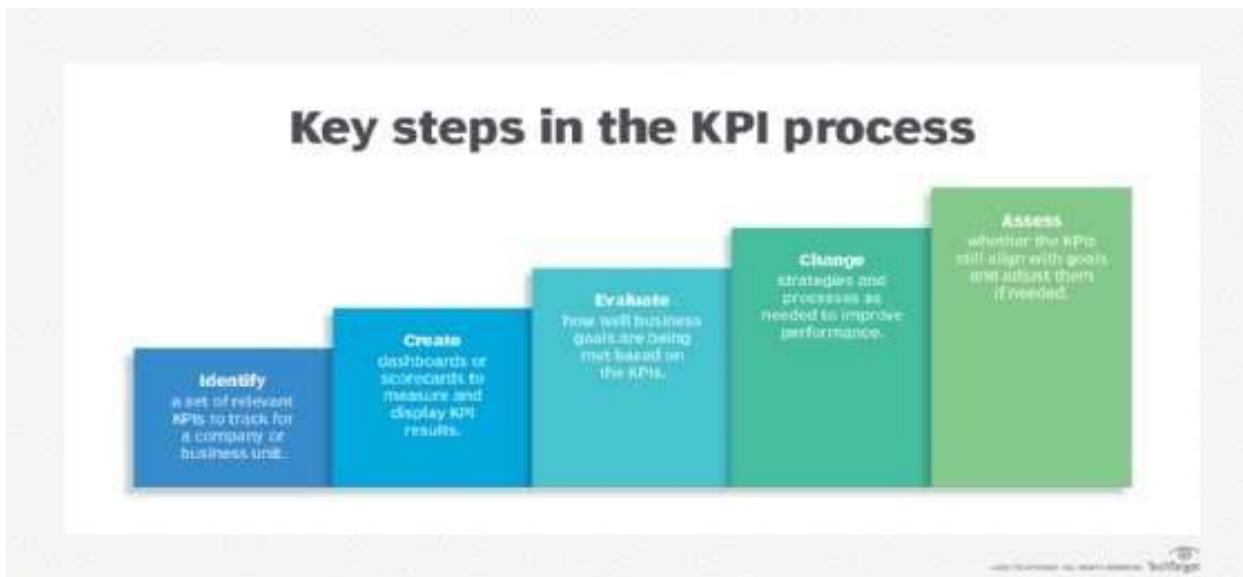 Key steps in the KPI process
Identify
a set of relevant
KPIs to track for
a company or
business unit.
Create
dashboards or
scorecards to
measure and
display KPI
results.
Evaluate
how well business
goals are being
met based on
the KPIs.
Change
strategies and
processes as
needed to improve
performance.
Assess
whether the KPIs
still align with goals
and adjust them
if needed.
ALL RIGHTS RESERVED TechTarget